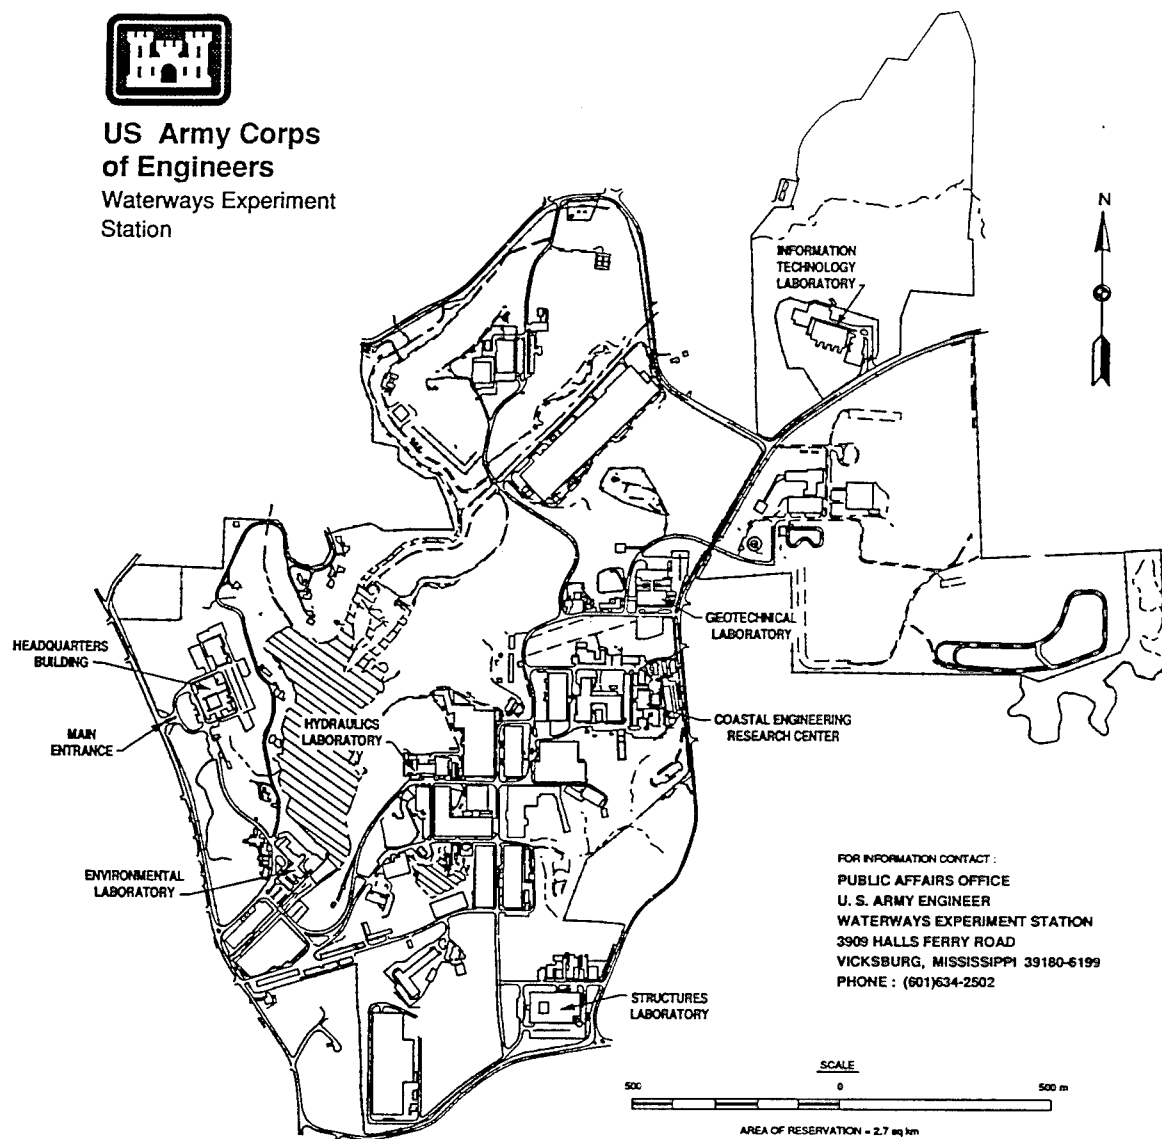 US Army Corps
of Engineers
Waterways Experiment
Station
N
INFORMATION
TECHNOLOGY
LABORATORY
GEOTECHNICAL
LABORATORY
HEADQUARTERS
BUILDING
MAIN
ENTRANCE
HYDRAULICS
LABORATORY
COASTAL ENGINEERING
RESEARCH CENTER
ENVIRONMENTAL
LABORATORY
STRUCTURES
LABORATORY
FOR INFORMATION CONTACT :
PUBLIC AFFAIRS OFFICE
U. S. ARMY ENGINEER
WATERWAYS EXPERIMENT STATION
3909 HALLS FERRY ROAD
VICKSBURG, MISSISSIPPI 39180-6199
PHONE : (601)634-2502
SCALE
500 0 500 m
AREA OF RESERVATION = 2.7 sq km